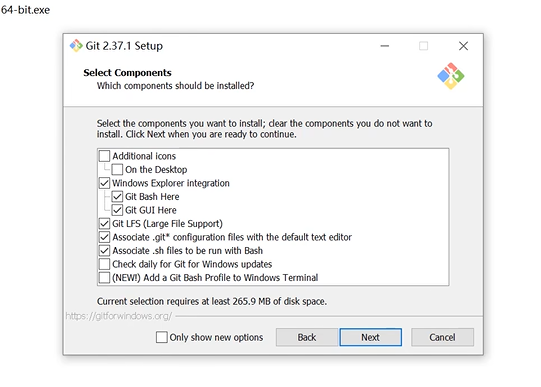 64-bit.exe
Git 2.37.1 Setup
Select Components
Which components should be installed?
Select the components you want to install; clear the components you do not want to
install. Click Next when you are ready to continue.
Additional icons
On the Desktop
Windows Explorer integration
Git Bash Here
Git GUI Here
Git LFS (Large File Support)
Associate .git* configuration files with the default text editor
Associate .sh files to be run with Bash
Check daily for Git for Windows updates
(NEW!) Add a Git Bash Profile to Windows Terminal
Current selection requires at least 265.9 MB of disk space.
https://gitforwindows.org/
Only show new options
Back
Next
Cancel